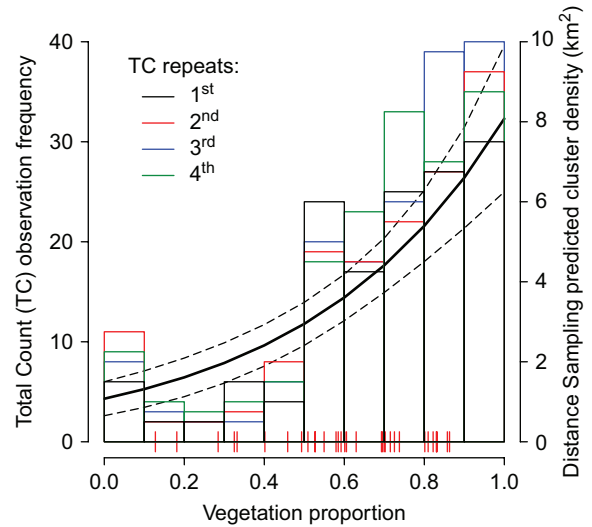 TC repeats:
1st
2nd
3rd
4th
Total Count (TC) observation frequency
0
10
20
30
40
Distance Sampling predicted cluster density (km²)
0
2
4
6
8
10
0.0 0.2 0.4 0.6 0.8 1.0
Vegetation proportion